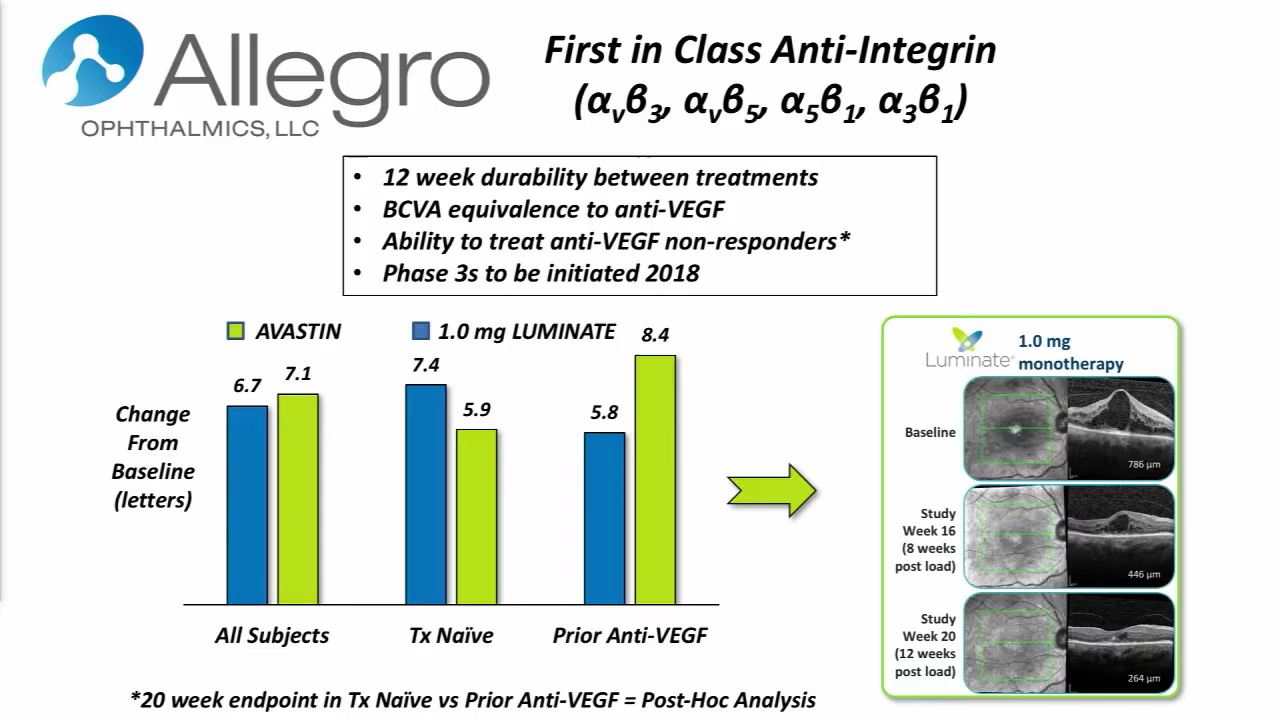 Allegro
OPHTHALMICS, LLC
First in Class Anti-Integrin
(αvβ3, αvβ5, α5β1, α3β1)
• 12 week durability between treatments
• BCVA equivalence to anti-VEGF
• Ability to treat anti-VEGF non-responders*
• Phase 3s to be initiated 2018
AVASTIN
1.0 mg LUMINATE
6.7
7.1
7.4
5.9
5.8
8.4
Change
From
Baseline
(letters)
All Subjects
Tx Naïve
Prior Anti-VEGF
*20 week endpoint in Tx Naïve vs Prior Anti-VEGF = Post-Hoc Analysis
Luminate
1.0 mg
monotherapy
Baseline
786 µm
Study
Week 16
(8 weeks
post load)
446 µm
Study
Week 20
(12 weeks
post load)
264 µm